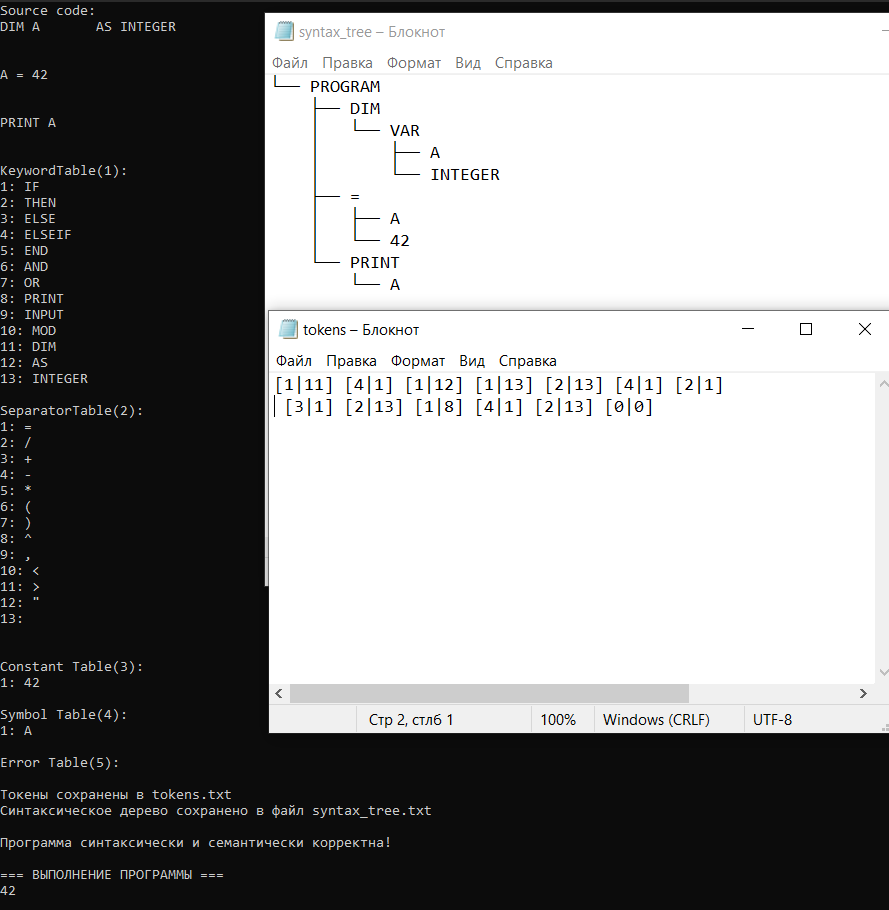 Source code:
DIM A       AS INTEGER
A = 42
PRINT A
KeywordTable(1):
1: IF
2: THEN
3: ELSE
4: ELSEIF
5: END
6: AND
7: OR
8: PRINT
9: INPUT
10: MOD
11: DIM
12: AS
13: INTEGER
SeparatorTable(2):
1: =
2: /
3: +
4: -
5: *
6: (
7: )
8: ^
9: ,
10: <
11: >
12: "
13:
Constant Table(3):
1: 42
Symbol Table(4):
1: A
Error Table(5):
Токены сохранены в tokens.txt
Синтаксическое дерево сохранено в файл syntax_tree.txt
Программа синтаксически и семантически корректна!
=== ВЫПОЛНЕНИЕ ПРОГРАММЫ ===
42
syntax_tree – Блокнот
Файл Правка Формат Вид Справка
└── PROGRAM
    ├── DIM
    │   └── VAR
    │       ├── A
    │       └── INTEGER
    ├── =
    │   ├── A
    │   └── 42
    └── PRINT
        └── A
tokens – Блокнот
Файл Правка Формат Вид Справка
[1|11] [4|1] [1|12] [1|13] [2|13] [4|1] [2|1]
 [3|1] [2|13] [1|8] [4|1] [2|13] [0|0]
Стр 2, стлб 1 100% Windows (CRLF) UTF-8